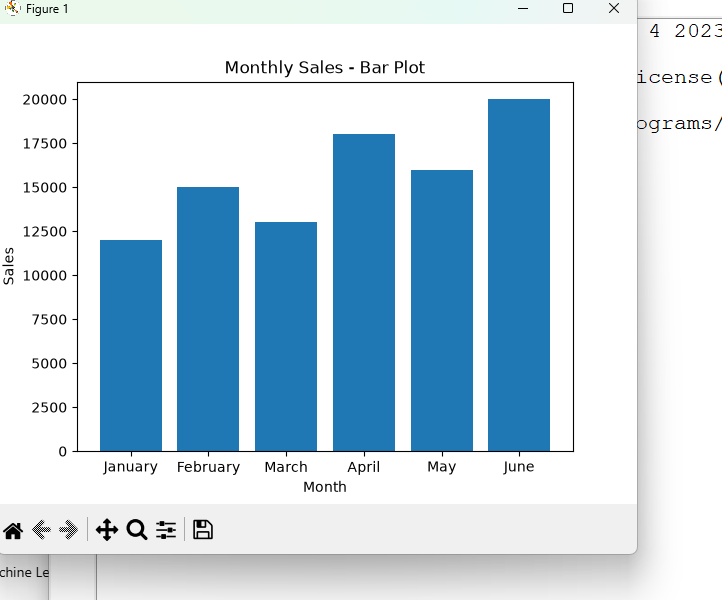 Figure 1
4 2023
icense(
ograms/
Monthly Sales - Bar Plot
20000
17500
15000
12500
10000
7500
5000
2500
0
Sales
January February March April May June
Month
chine Le